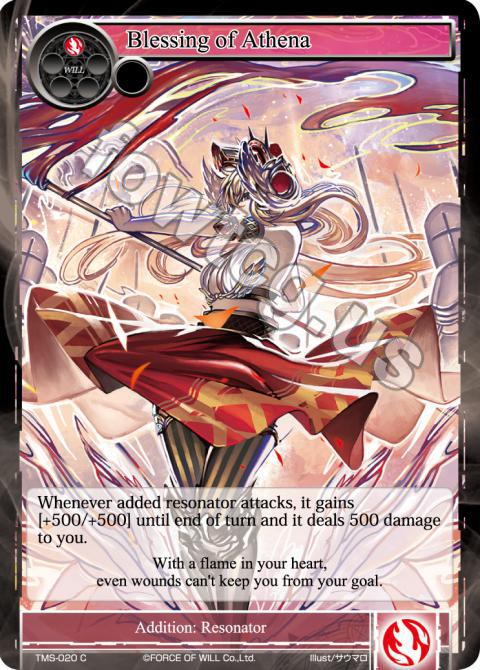 Blessing of Athena
WILL
fowtcg.us
Whenever added resonator attacks, it gains
[+500/+500] until end of turn and it deals 500 damage
to you.
With a flame in your heart,
even wounds can't keep you from your goal.
Addition: Resonator
TMS-020 C ©FORCE OF WILL Co.,Ltd. Illust/サウマロ